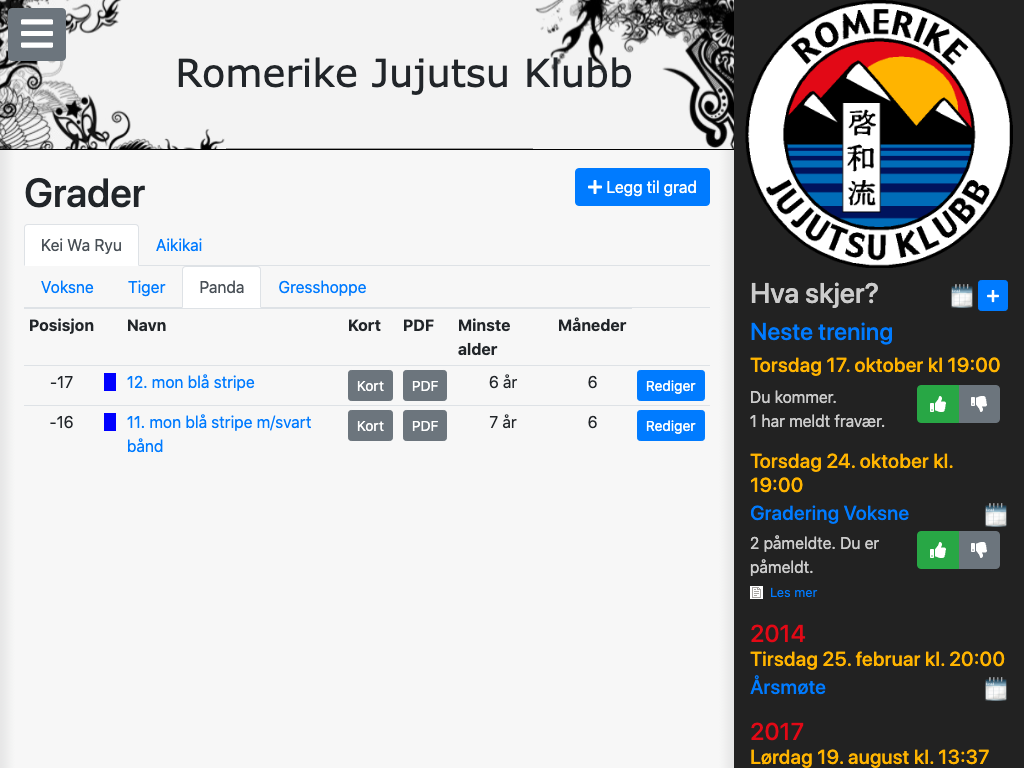 Romerike Jujutsu Klubb
Grader
Legg til grad
Kei Wa Ryu
Aikikai
Voksne
Tiger
Panda
Gresshoppe
Posisjon Navn Kort PDF Minste alder Måneder
-17 12. mon blå stripe Kort PDF 6 år 6 Rediger
-16 11. mon blå stripe m/svart Kort PDF 7 år 6 Rediger
bånd
ROMERIKE
啓和流
JUJUTSU KLUBB
Hva skjer?
Neste trening
Torsdag 17. oktober kl 19:00
Du kommer.
1 har meldt fravær.
Torsdag 24. oktober kl.
19:00
Gradering Voksne
2 påmeldte. Du er
påmeldt.
Les mer
2014
Tirsdag 25. februar kl. 20:00
Årsmøte
2017
Lørdag 19. august kl. 13:37